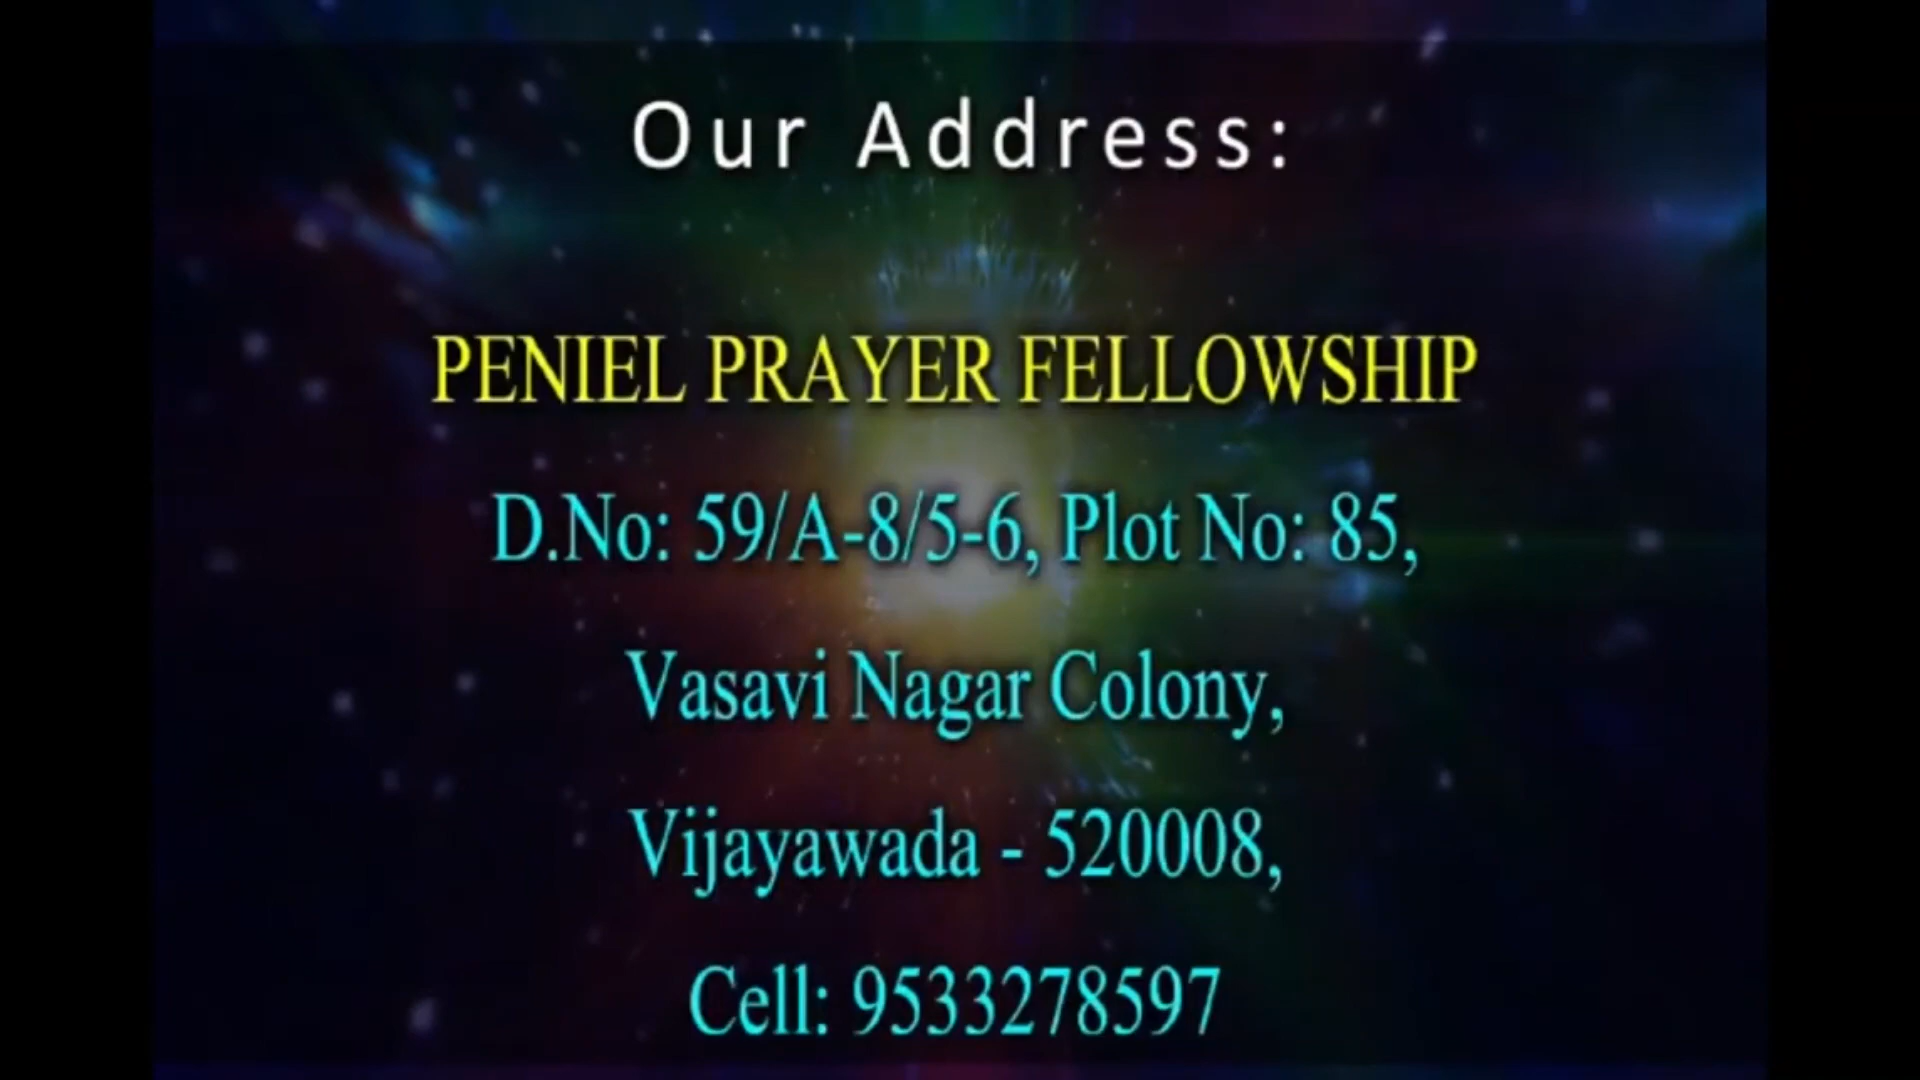 Our Address:
PENIEL PRAYER FELLOWSHIP
D.No: 59/A-8/5-6, Plot No: 85,
Vasavi Nagar Colony,
Vijayawada - 520008,
Cell: 9533278597